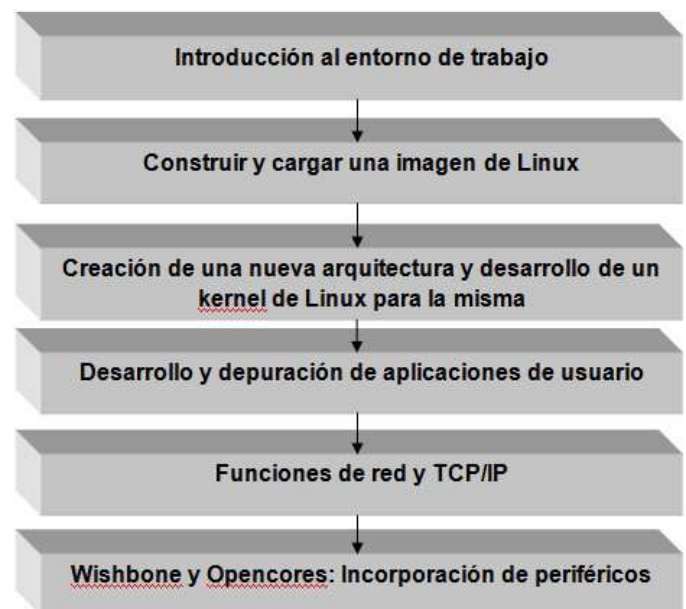 Introducción al entorno de trabajo
Construir y cargar una imagen de Linux
Creación de una nueva arquitectura y desarrollo de un
kernel de Linux para la misma
Desarrollo y depuración de aplicaciones de usuario
Funciones de red y TCP/IP
Wishbone y Opencores: Incorporación de periféricos